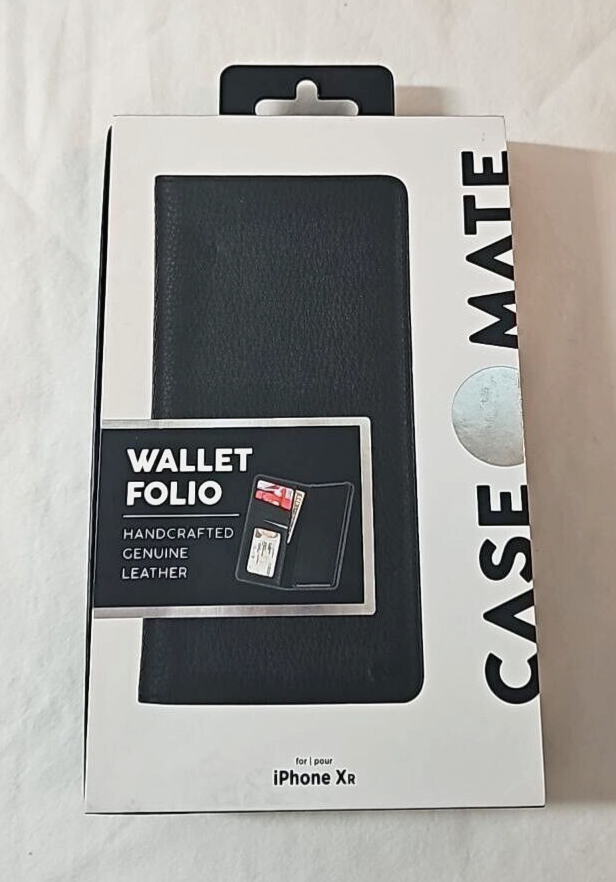 WALLET
FOLIO
HANDCRAFTED
GENUINE
LEATHER
CASE MATE
for | pour
iPhone XR